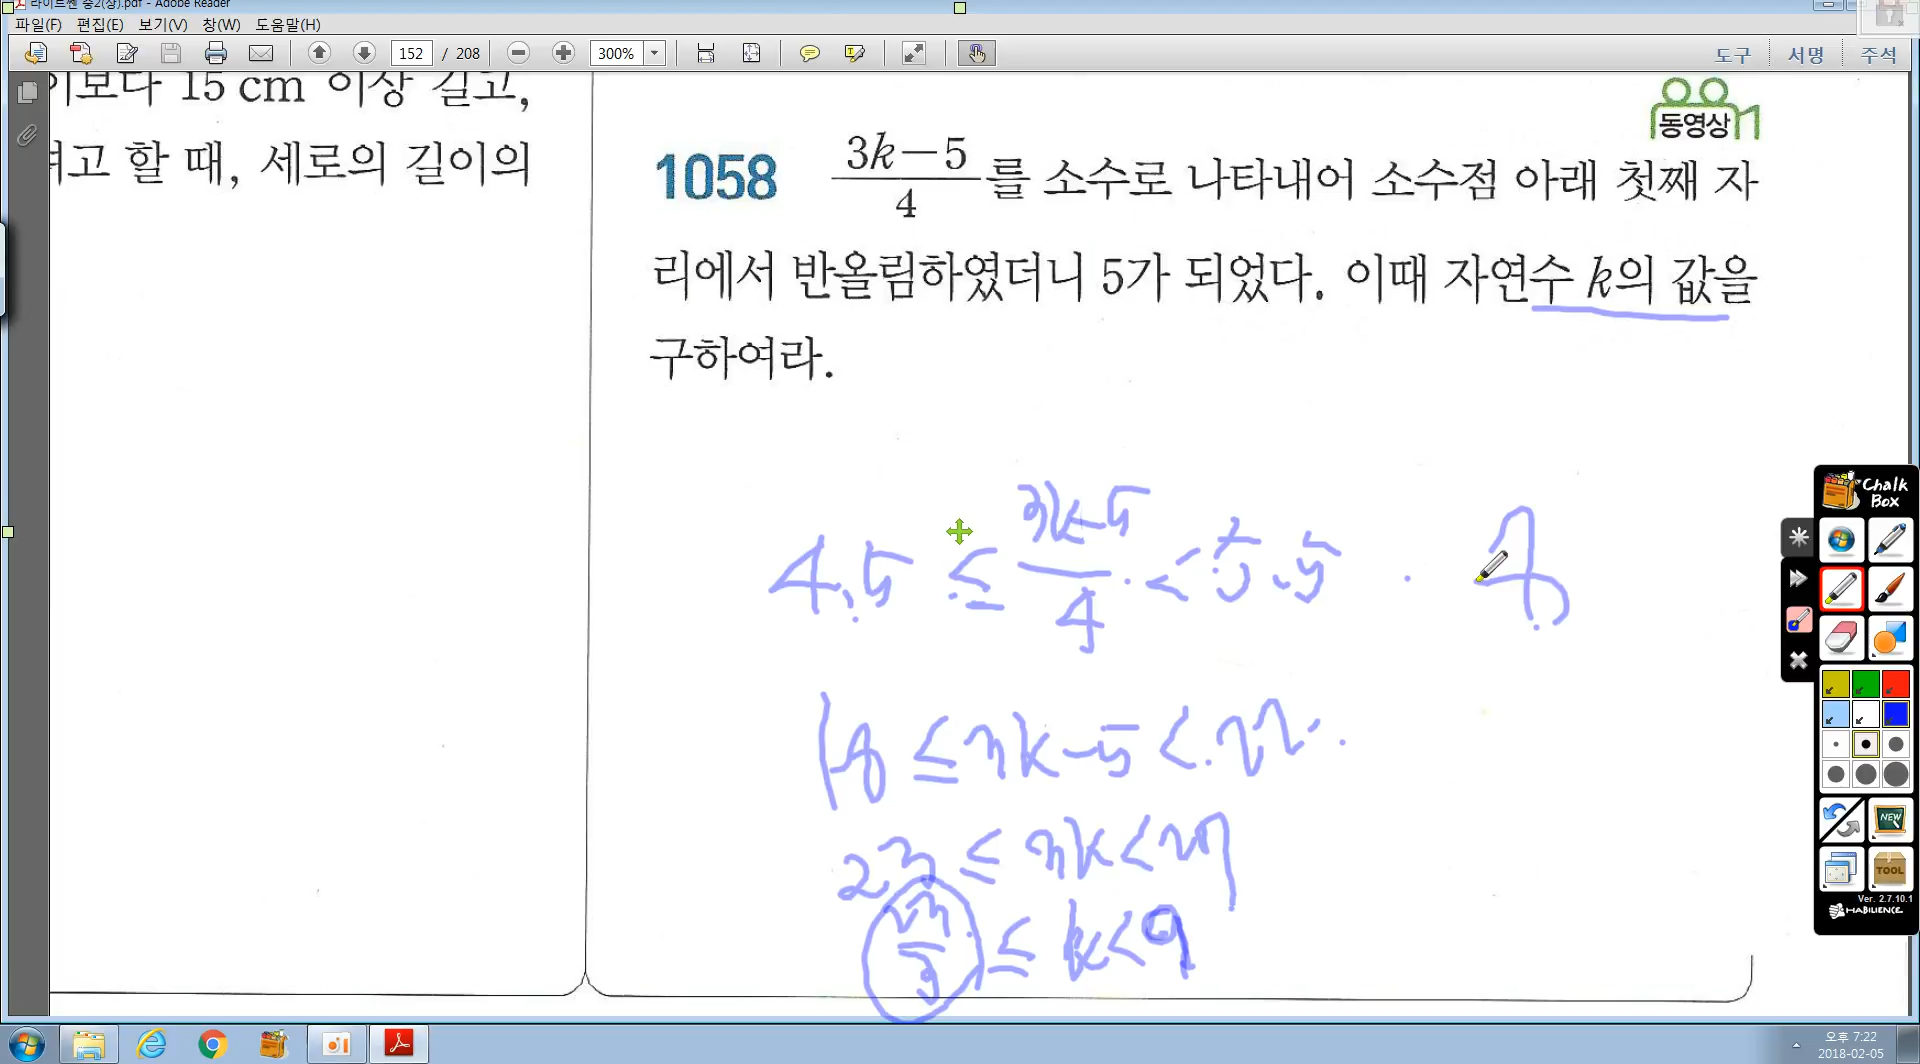 라이트쎈 중2(상).pdf - Adobe Reader
파일(F) 편집(E) 보기(V) 창(W) 도움말(H)
152 / 208 300% 도구 서명 주석
이보다 15 cm 이상 길고,
려고 할 때, 세로의 길이의
동영상
1058 (3k-5)/4 를 소수로 나타내어 소수점 아래 첫째 자
리에서 반올림하였더니 5가 되었다. 이때 자연수 k의 값을
구하여라.
4.5 ≤ (3k-5)/4 < 5.5
18 ≤ 3k-5 < 22
23 ≤ 3k < 27
23/3 ≤ k < 9
8
Chalk Box
NEW
TOOL
Ver. 2.7.10.1
HABILIENCE
오후 7:22
2018-02-05